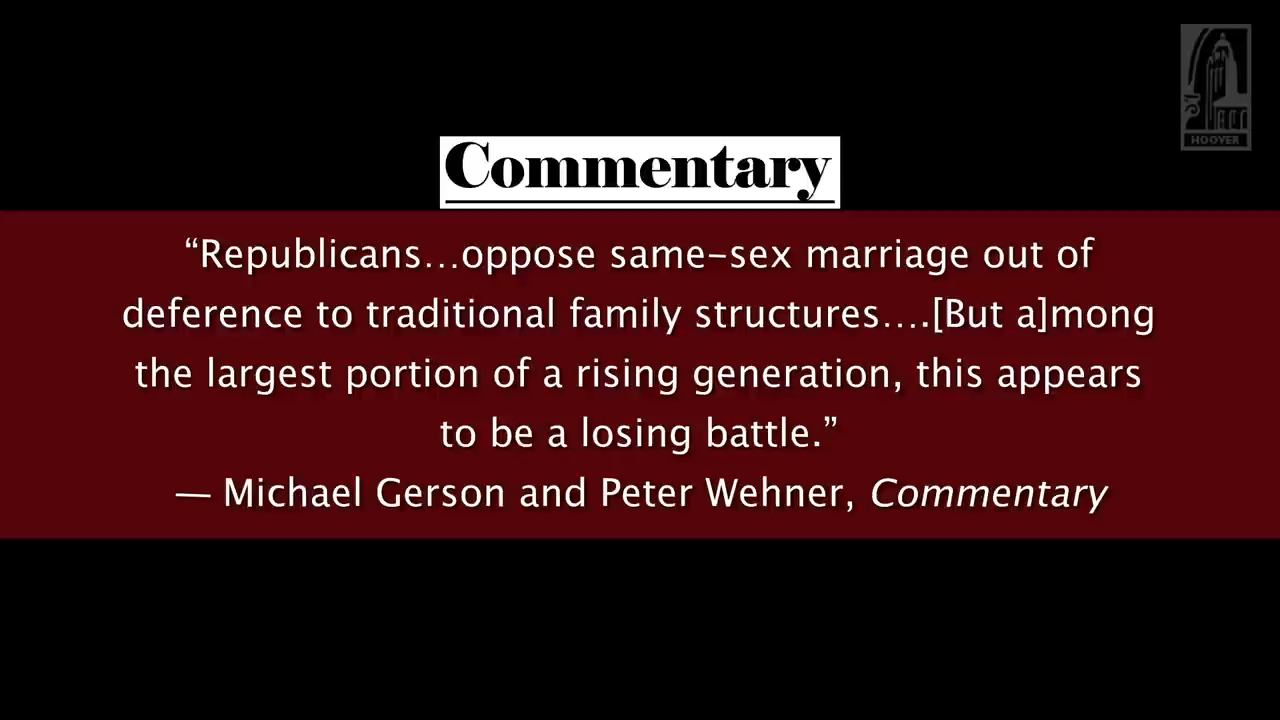 HOOVER
Commentary
“Republicans...oppose same-sex marriage out of
deference to traditional family structures....[But a]mong
the largest portion of a rising generation, this appears
to be a losing battle.”
— Michael Gerson and Peter Wehner, Commentary